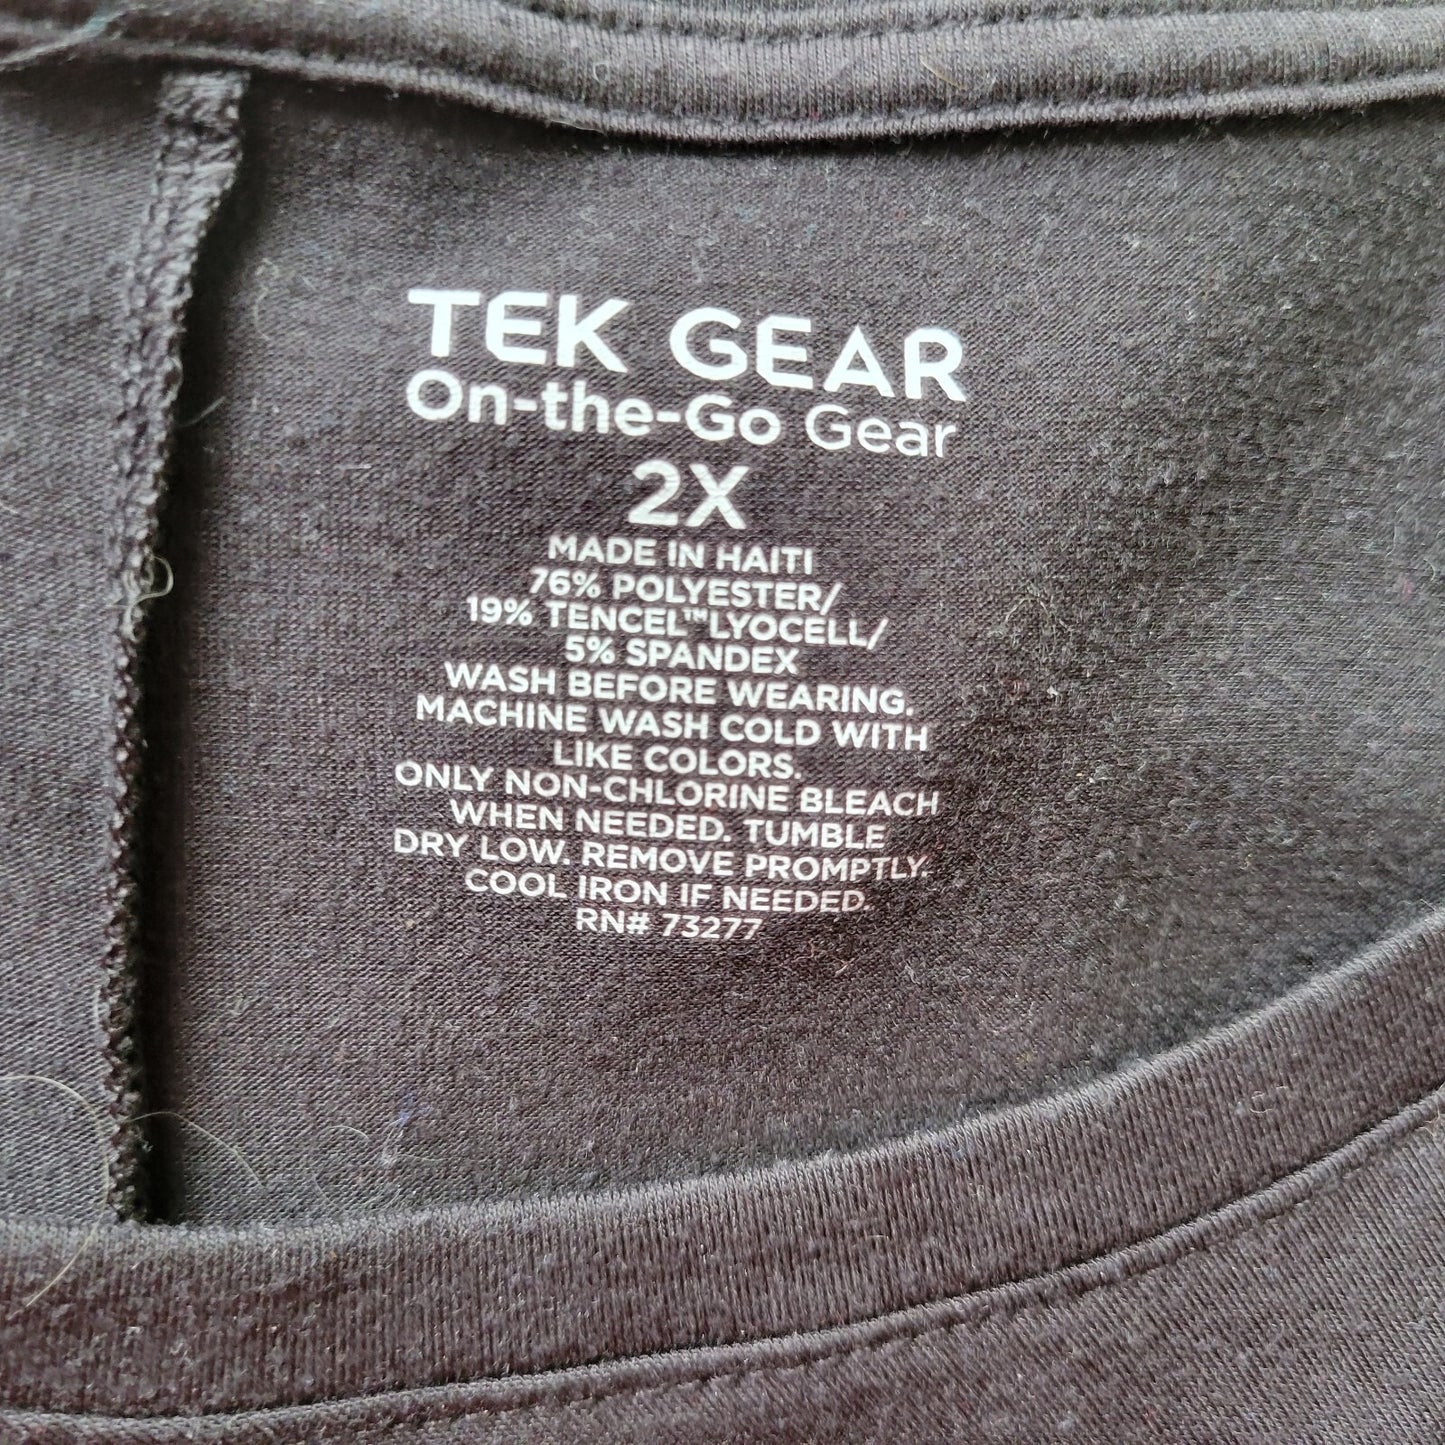 TEK GEAR
On-the-Go Gear
2X
MADE IN HAITI
76% POLYESTER/
19% TENCEL™LYOCELL/
5% SPANDEX
WASH BEFORE WEARING.
MACHINE WASH COLD WITH
LIKE COLORS.
ONLY NON-CHLORINE BLEACH
WHEN NEEDED. TUMBLE
DRY LOW. REMOVE PROMPTLY.
COOL IRON IF NEEDED.
RN# 73277